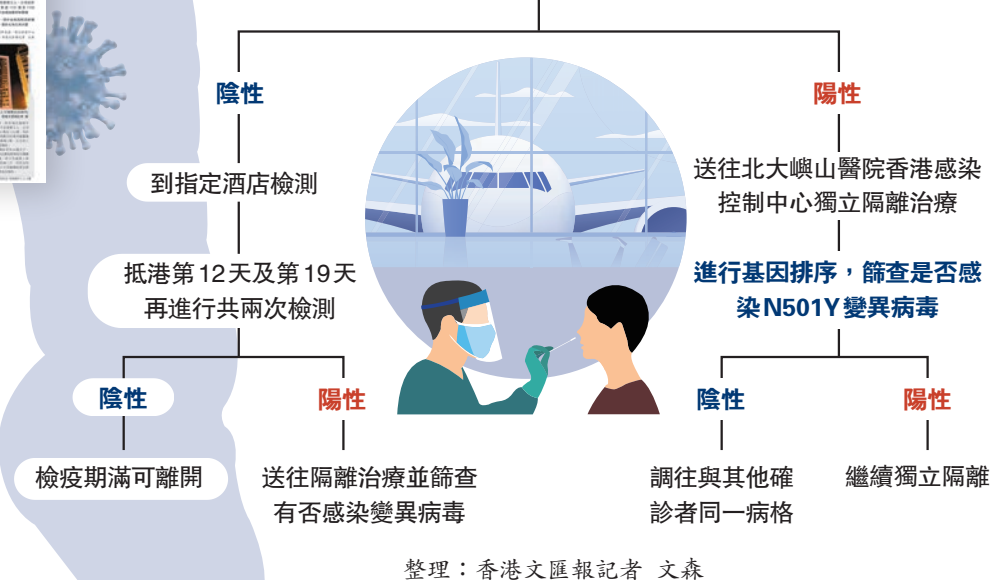 陰性
到指定酒店檢測
抵港第12天及第19天
再進行共兩次檢測
陰性
檢疫期滿可離開
陽性
送往隔離治療並篩查
有否感染變異病毒
陽性
送往北大嶼山醫院香港感染
控制中心獨立隔離治療
進行基因排序，篩查是否感
染N501Y變異病毒
陰性
調往與其他確
診者同一病格
陽性
繼續獨立隔離
整理：香港文匯報記者 文森